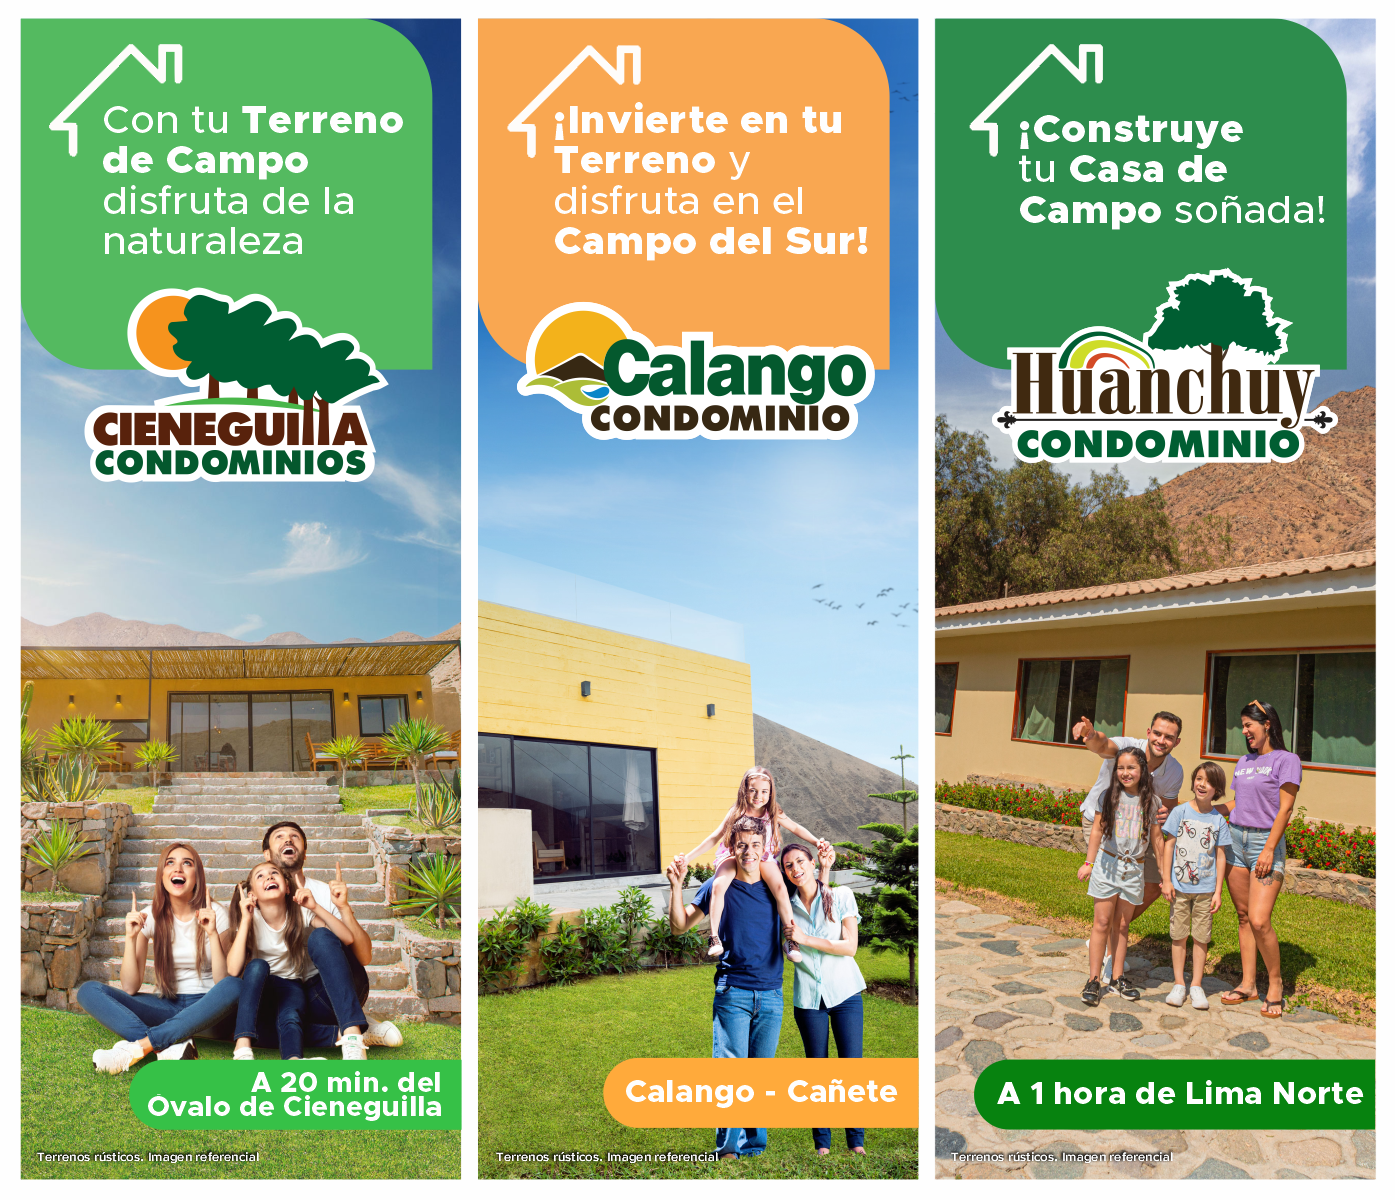 Con tu Terreno
de Campo
disfruta de la
naturaleza
CIENEGUILLA
CONDOMINIOS
A 20 min. del
Óvalo de Cieneguilla
Terrenos rústicos. Imagen referencial
¡Invierte en tu
Terreno y
disfruta en el
Campo del Sur!
Calango
CONDOMINIO
Calango - Cañete
Terrenos rústicos. Imagen referencial
¡Construye
tu Casa de
Campo soñada!
Huanchuy
CONDOMINIO
A 1 hora de Lima Norte
Terrenos rústicos. Imagen referencial